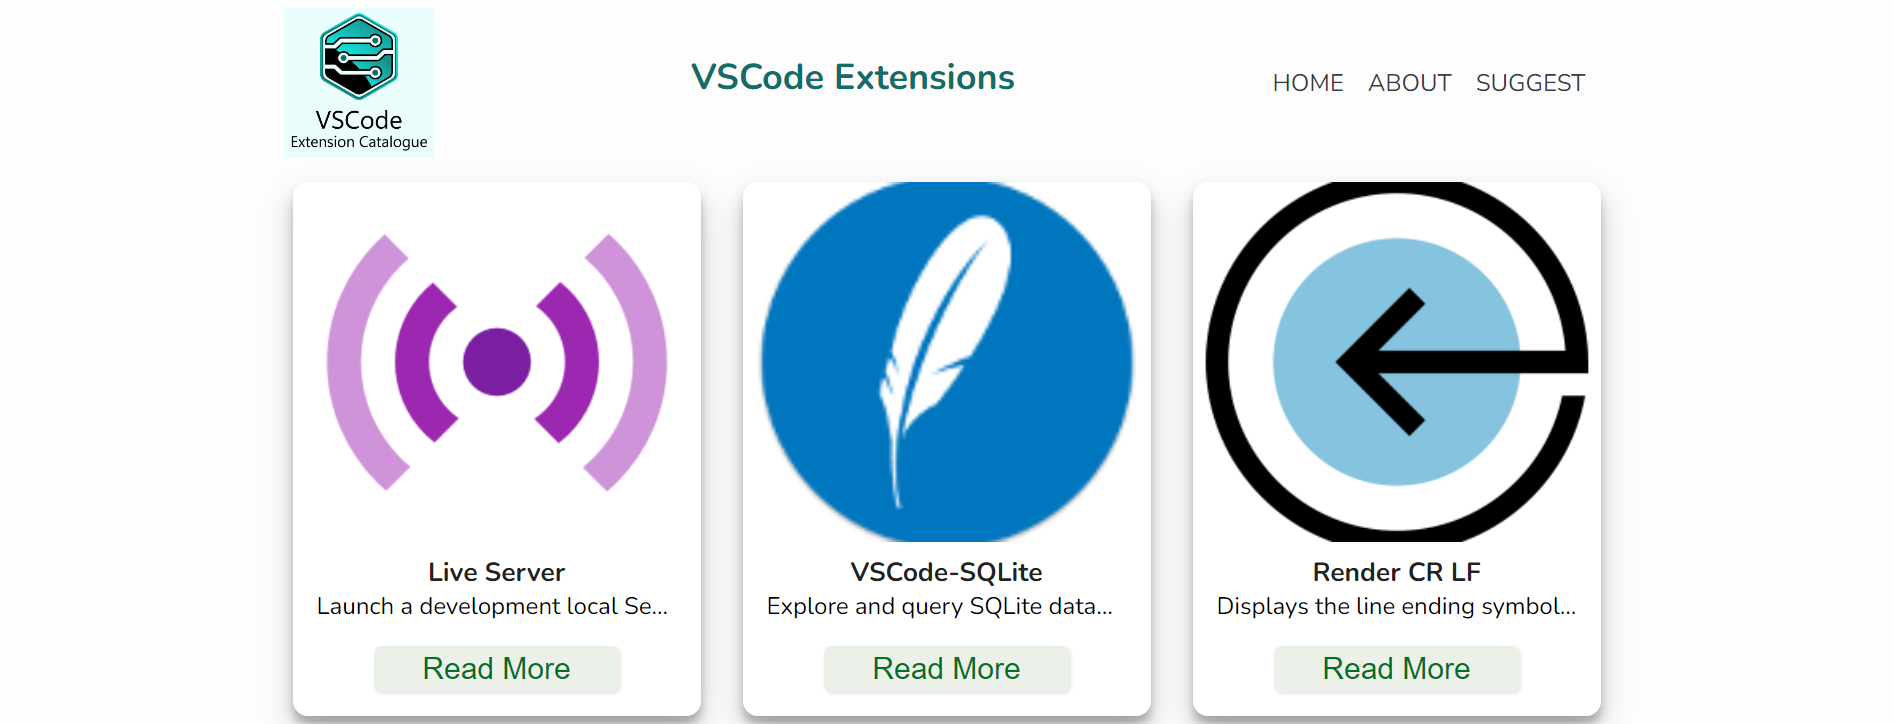 VSCode
Extension Catalogue
VSCode Extensions
HOME ABOUT SUGGEST
Live Server
Launch a development local Se...
Read More
VSCode-SQLite
Explore and query SQLite data...
Read More
Render CR LF
Displays the line ending symbol...
Read More